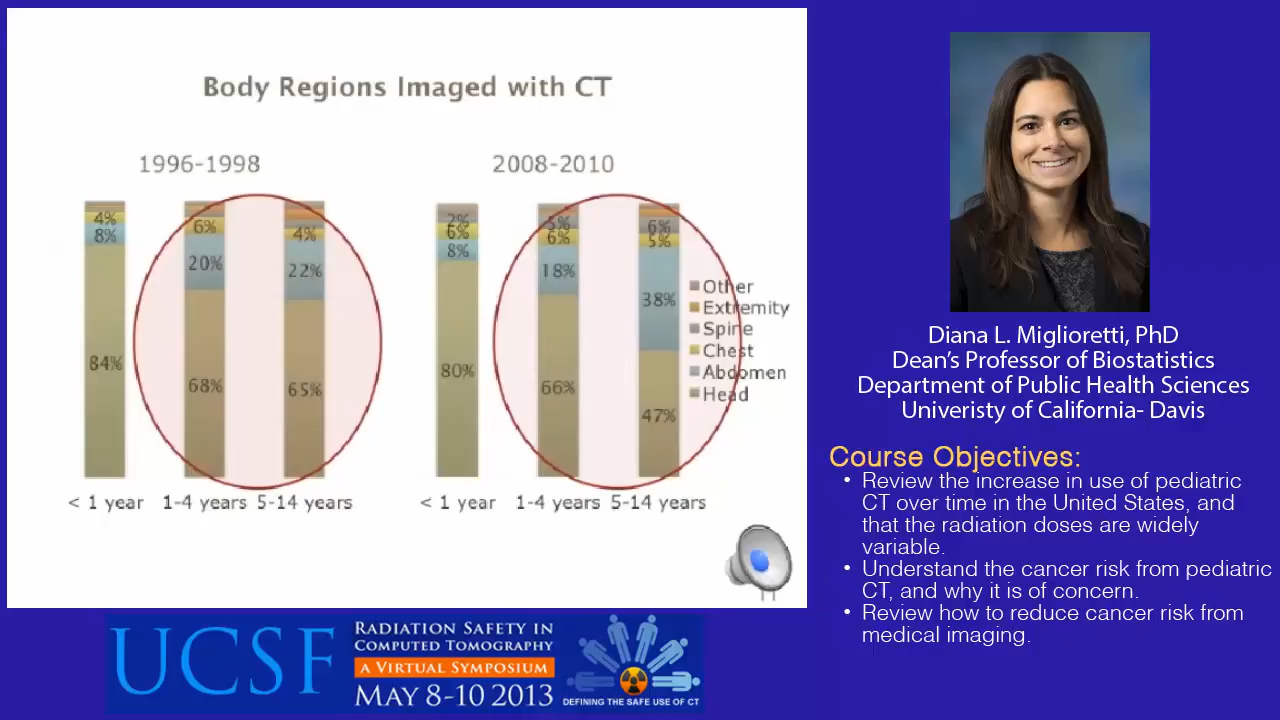 Body Regions Imaged with CT
1996-1998
2008-2010
4%
8%
84%
6%
20%
68%
4%
22%
65%
2%
6%
8%
80%
5%
6%
18%
66%
6%
5%
38%
47%
Other
Extremity
Spine
Chest
Abdomen
Head
< 1 year 1-4 years 5-14 years
< 1 year 1-4 years 5-14 years
Diana L. Miglioretti, PhD
Dean's Professor of Biostatistics
Department of Public Health Sciences
Univeristy of California- Davis
Course Objectives:
• Review the increase in use of pediatric
CT over time in the United States, and
that the radiation doses are widely
variable.
• Understand the cancer risk from pediatric
CT, and why it is of concern.
• Review how to reduce cancer risk from
medical imaging.
UCSF
RADIATION SAFETY IN
COMPUTED TOMOGRAPHY
A VIRTUAL SYMPOSIUM
MAY 8-10 2013
DEFINING THE SAFE USE OF CT